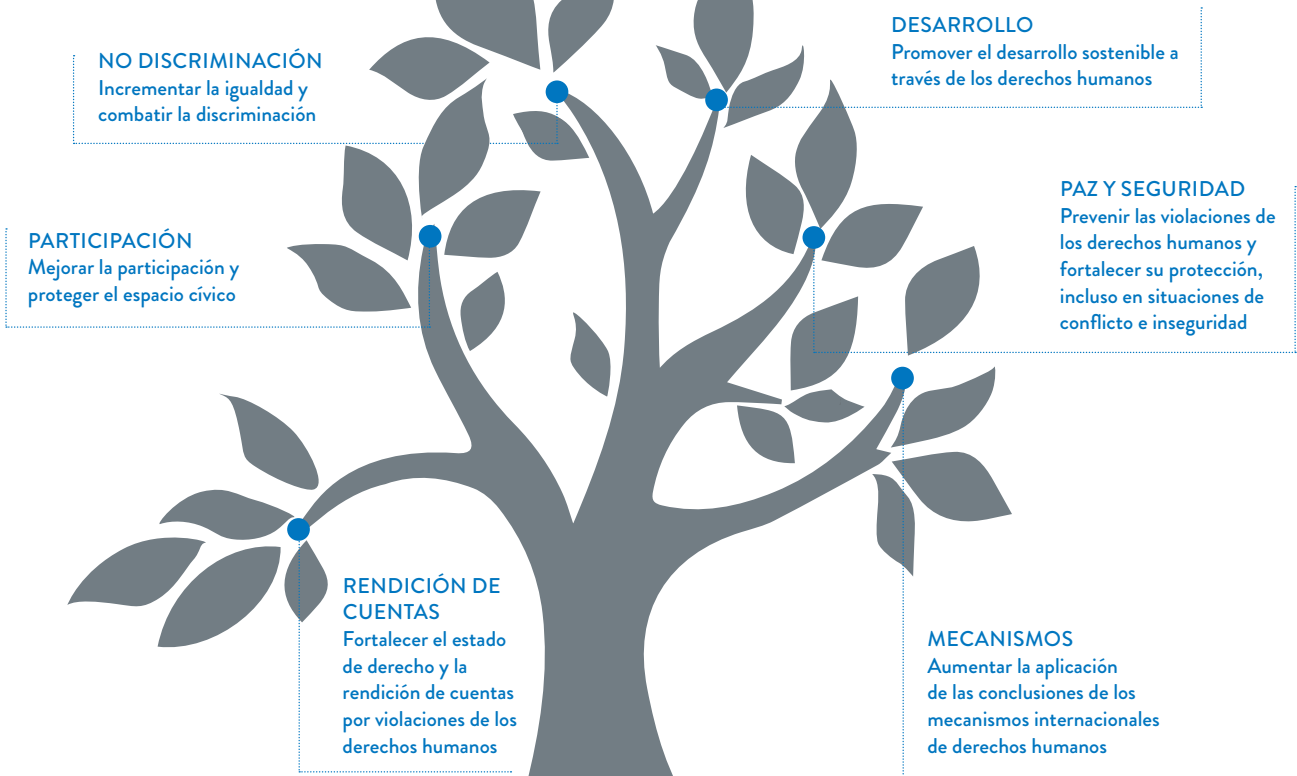 NO DISCRIMINACIÓN
Incrementar la igualdad y
combatir la discriminación
DESARROLLO
Promover el desarrollo sostenible a
través de los derechos humanos
PARTICIPACIÓN
Mejorar la participación y
proteger el espacio cívico
PAZ Y SEGURIDAD
Prevenir las violaciones de
los derechos humanos y
fortalecer su protección,
incluso en situaciones de
conflicto e inseguridad
RENDICIÓN DE
CUENTAS
Fortalecer el estado
de derecho y la
rendición de cuentas
por violaciones de los
derechos humanos
MECANISMOS
Aumentar la aplicación
de las conclusiones de los
mecanismos internacionales
de derechos humanos